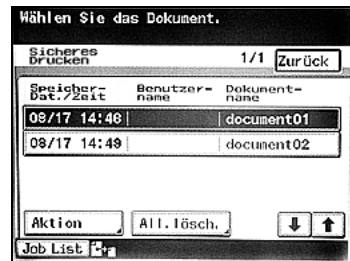 Wählen Sie das Dokument.
Sicheres
Drucken
1/1 Zurück
Speicher- Benutzer- Dokument-
Dat./Zeit name name
08/17 14:48 document01
08/17 14:49 document02
Aktion All.lösch.
Job List